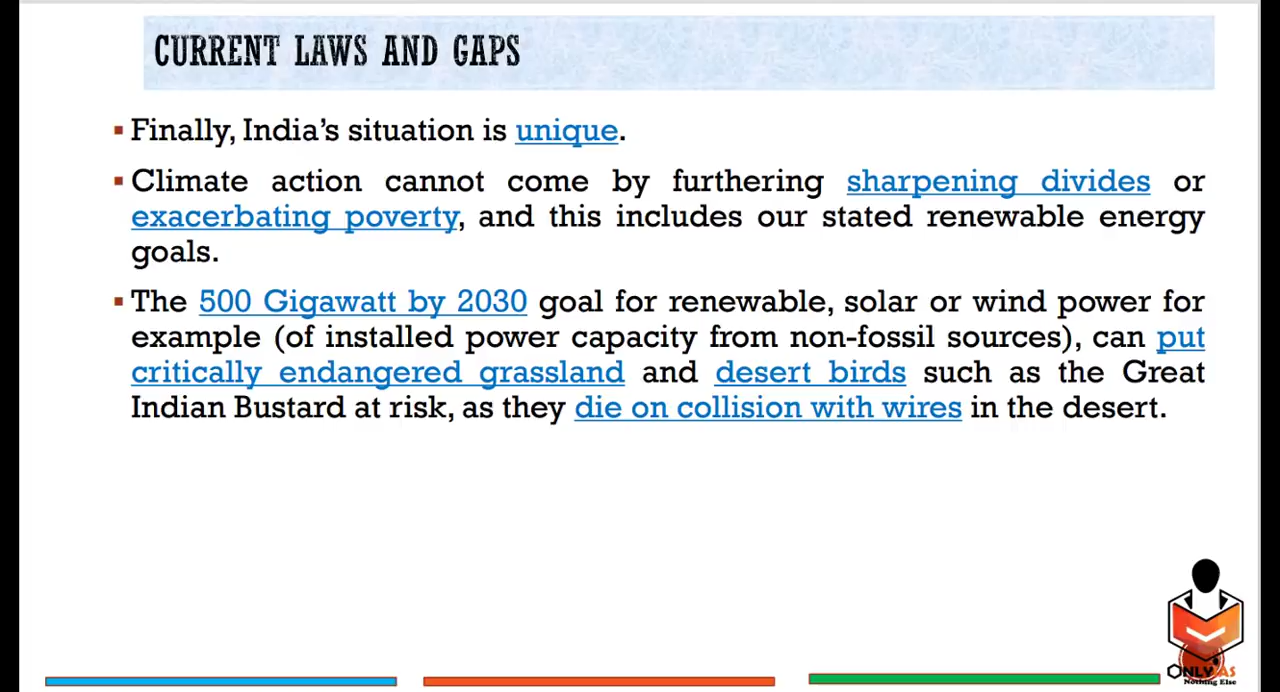 CURRENT LAWS AND GAPS
▪ Finally, India's situation is unique.
▪ Climate action cannot come by furthering sharpening divides or
exacerbating poverty, and this includes our stated renewable energy
goals.
▪ The 500 Gigawatt by 2030 goal for renewable, solar or wind power for
example (of installed power capacity from non-fossil sources), can put
critically endangered grassland and desert birds such as the Great
Indian Bustard at risk, as they die on collision with wires in the desert.
ONLY IAS
Nothing Else